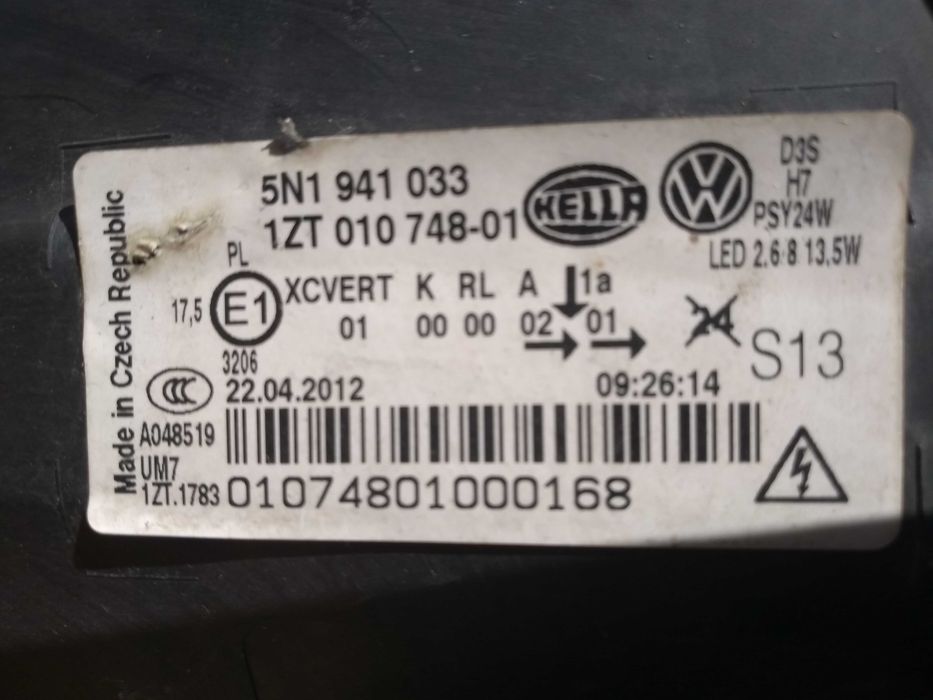 Made in Czech Republic
5N1 941 033
1ZT 010 748-01
HELLA
VW
D3S
H7
PSY24W
LED 2.6 8 13,5W
PL
17,5 E1
3206
XCVERT K RL A 1a
01 00 00 02 01
24
S13
22.04.2012 09:26:14
CCC
A048519
UM7
1ZT.1783
01074801000168